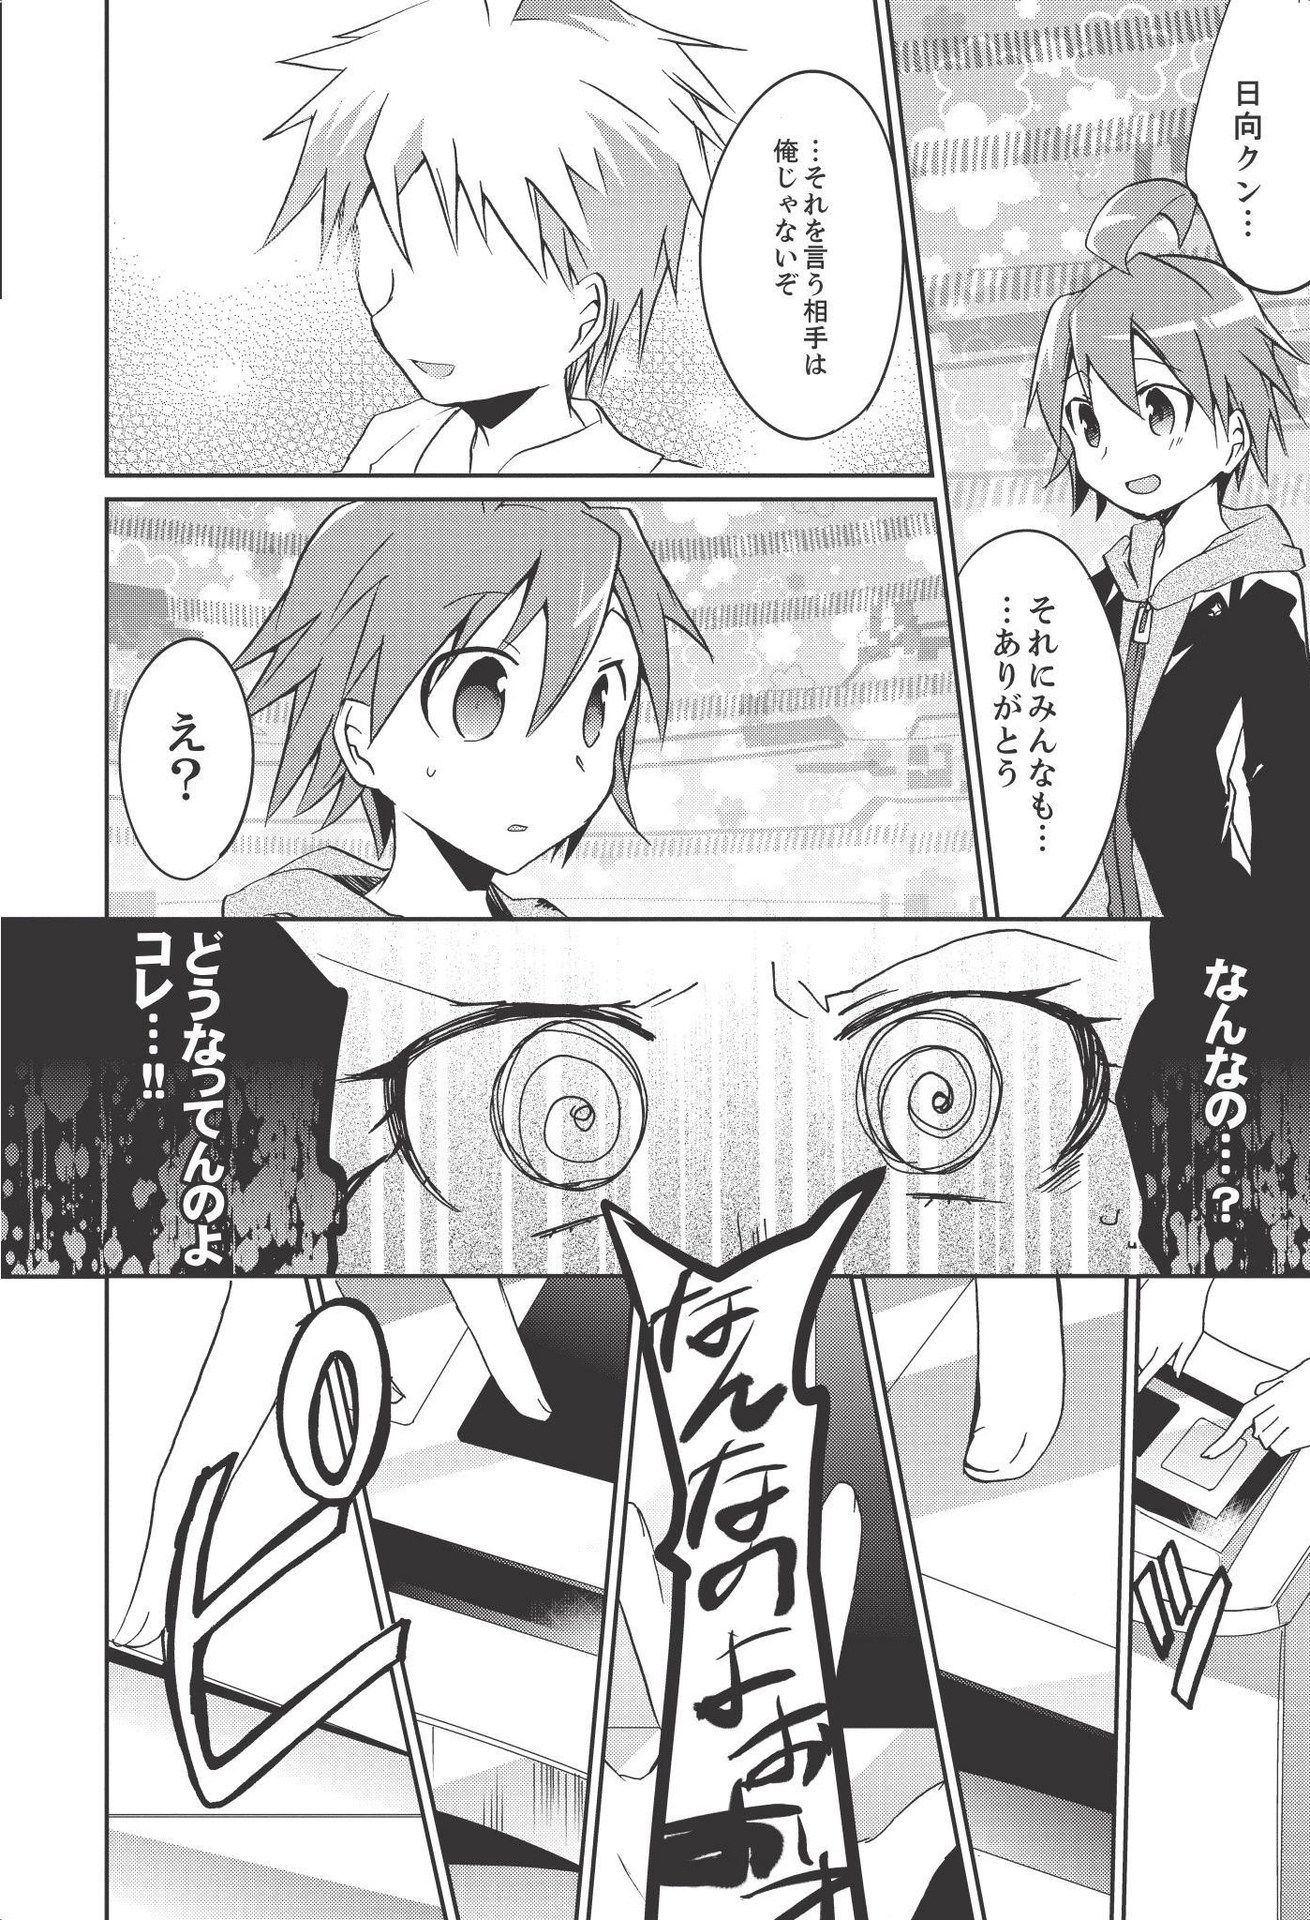 日向クン…
それにみんなも…
…ありがとう
…それを言う相手は
俺じゃないぞ
え？
なんなの…？
どうなってんのよ
コレ…!!
なんなのよお
ピッ